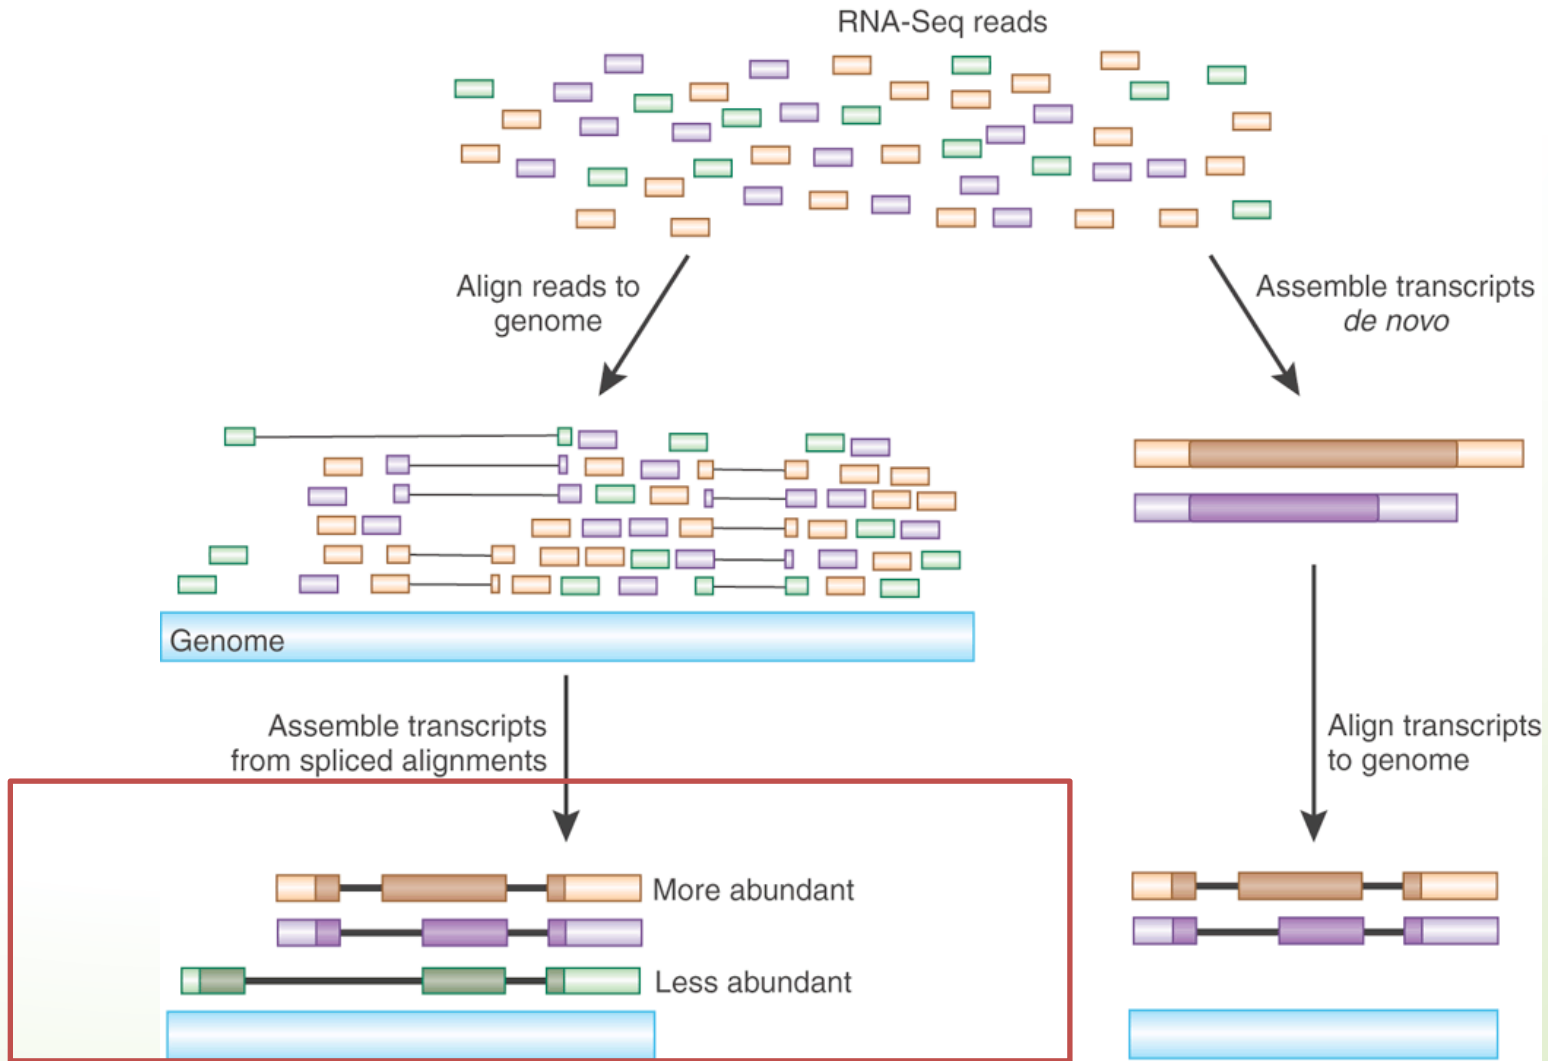 RNA-Seq reads
Align reads to
genome
Assemble transcripts
de novo
Genome
Assemble transcripts
from spliced alignments
Align transcripts
to genome
More abundant
Less abundant